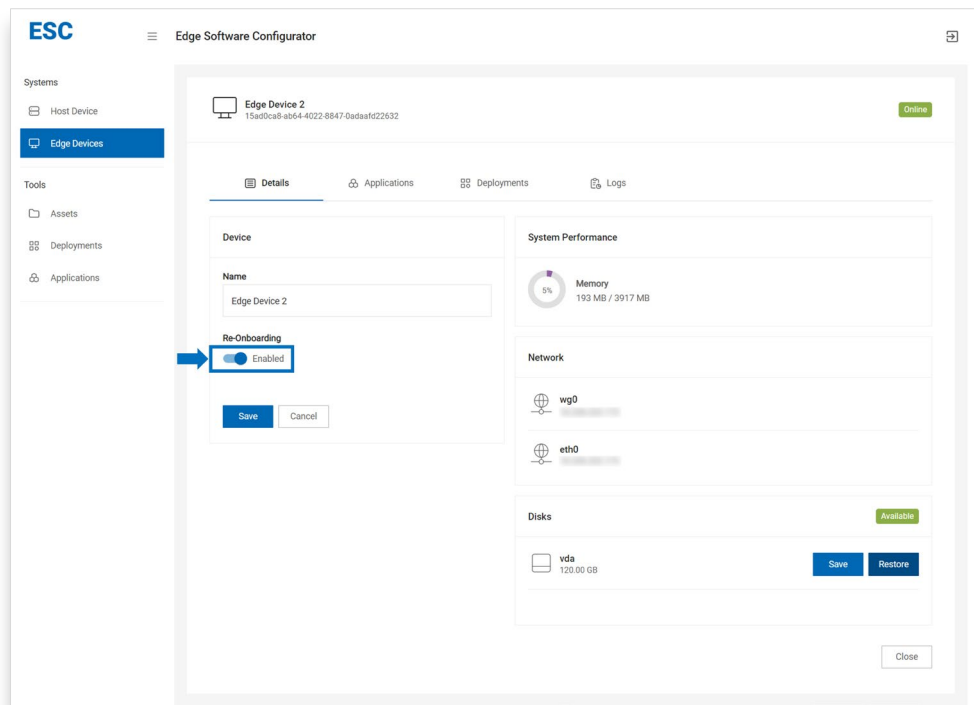 ESC
Edge Software Configurator
Systems
Host Device
Edge Devices
Tools
Assets
Deployments
Applications
Edge Device 2
15ad0ca8-ab64-4022-8847-0adaafd22632
Online
Details
Applications
Deployments
Logs
Device
Name
Edge Device 2
Re-Onboarding
Enabled
Save
Cancel
System Performance
5%
Memory
193 MB / 3917 MB
Network
wg0
eth0
Disks
Available
vda
120.00 GB
Save
Restore
Close